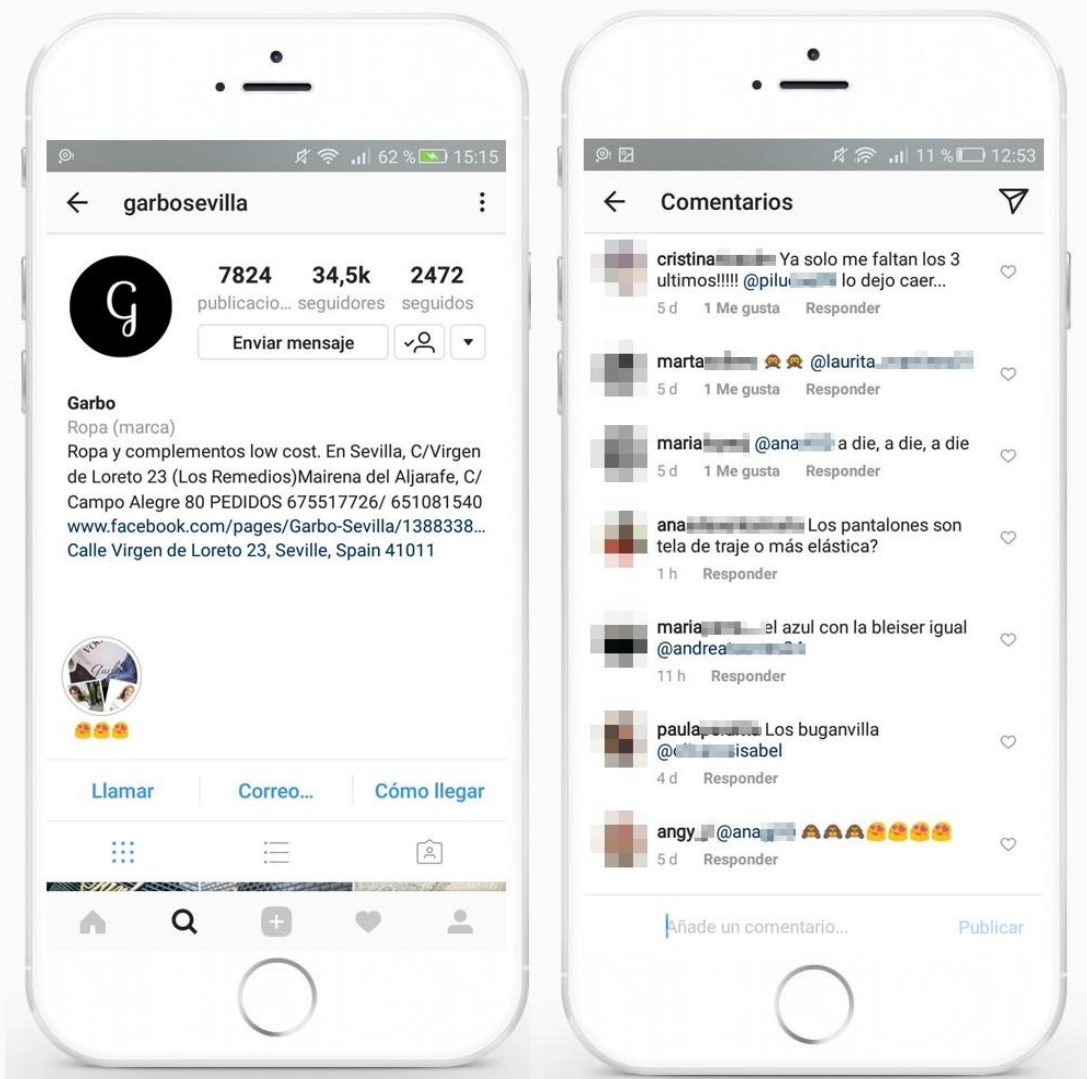 62 % 15:15
garbosevilla
G
7824 34,5k 2472
publicacio... seguidores seguidos
Enviar mensaje
Garbo
Ropa (marca)
Ropa y complementos low cost. En Sevilla, C/Virgen
de Loreto 23 (Los Remedios)Mairena del Aljarafe, C/
Campo Alegre 80 PEDIDOS 675517726/ 651081540
www.facebook.com/pages/Garbo-Sevilla/1388338...
Calle Virgen de Loreto 23, Seville, Spain 41011
😍😍😍
Llamar Correo... Cómo llegar
11 % 12:53
Comentarios
cristina Ya solo me faltan los 3
ultimos!!!!! @pilu lo dejo caer...
5 d 1 Me gusta Responder
marta 🙊 🙊 @laurita_
5 d 1 Me gusta Responder
maria @ana a die, a die, a die
5 d 1 Me gusta Responder
ana Los pantalones son
tela de traje o más elástica?
1 h Responder
maria el azul con la bleiser igual
@andrea
11 h Responder
paula Los buganvilla
@ isabel
4 d Responder
angy_ @ana 🙈🙈🙈😍😍😍😍
5 d Responder
Añade un comentario... Publicar